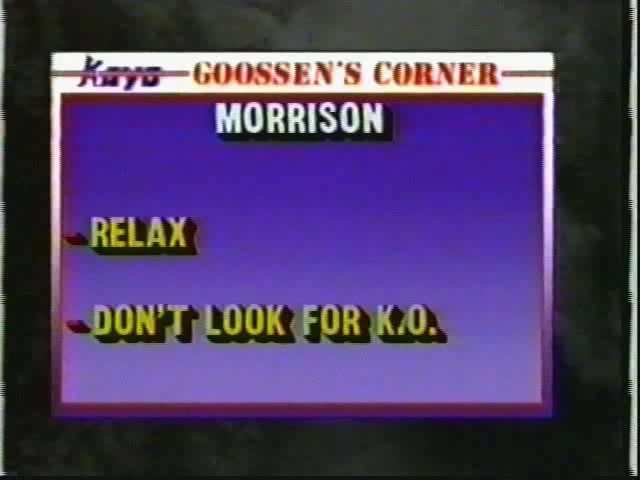 Kayo GOOSSEN'S CORNER
MORRISON
- RELAX
- DON'T LOOK FOR K.O.